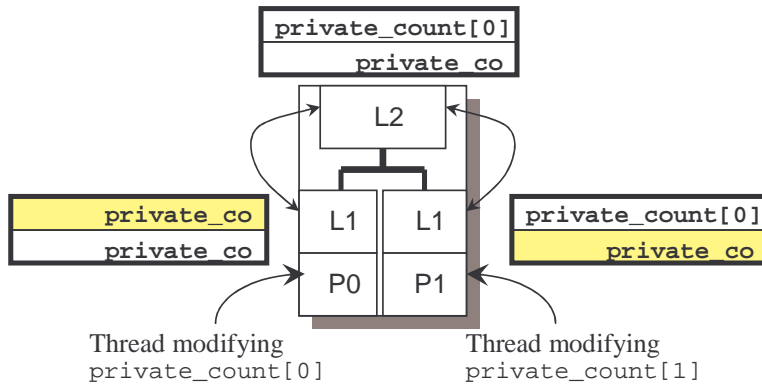 private_count[0]
private_co
L2
private_co
private_co
L1
L1
private_count[0]
private_co
P0
P1
Thread modifying
private_count[0]
Thread modifying
private_count[1]